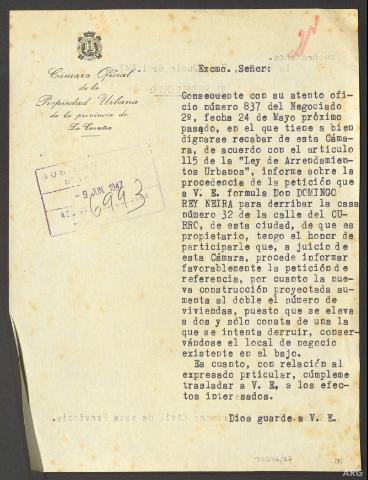 Excmo. Señor:
Cámara Oficial
de la
Propiedad Urbana
de la provincia de
La Coruña
- 9 JUN. 1947
6993
Consecuente con su atento ofi-
cio número 837 del Negociado
2º, fecha 24 de Mayo próximo
pasado, en el que tiene a bien
dignarse recabar de esta Cáma-
ra, de acuerdo con el artículo
115 de la "Ley de Arrendamien-
tos Urbanos", informe sobre la
procedencia de la petición que
a V. E. formula Don DOMINGO
REY NEIRA para derribar la casa
número 32 de la calle del CU-
RRC, de esta ciudad, de que es
propietario, tengo el honor de
participarle que, a juicio de
esta Cámara, procede informar
favorablemente la petición de
referencia, por cuanto la nue-
va construcción proyectada au-
menta al doble el número de
viviendas, puesto que se eleva
a dos y sólo consta de una la
que se intenta derruir, conser-
vándose el local de negocio
existente en el bajo.
Es cuanto, con relación al
expresado prticular, cúmpleme
trasladar a V. E. a los efec-
tos interesados.
Dios guarde a V. E.
(7)
ARG